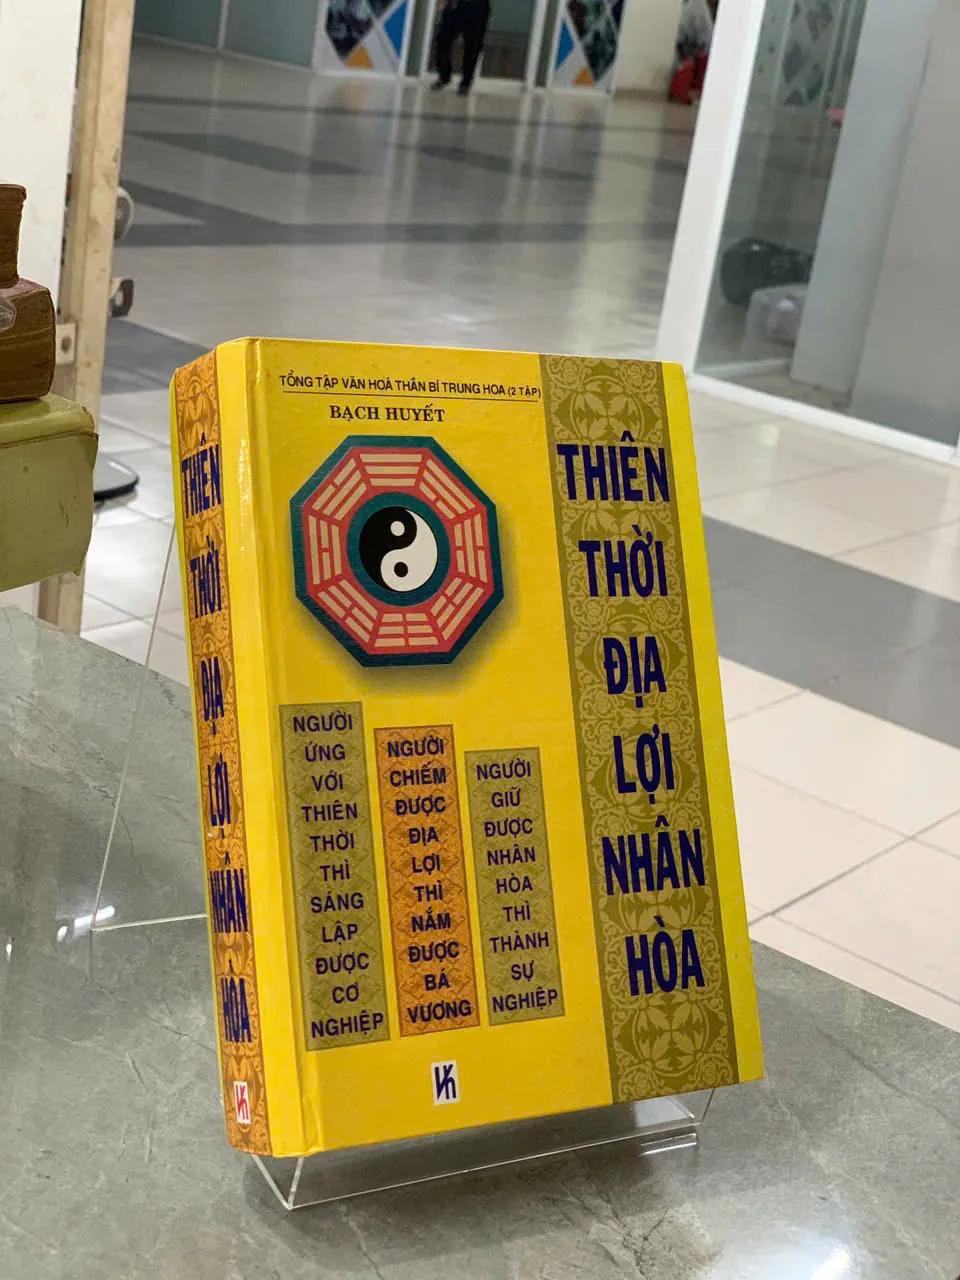 TỔNG TẬP VĂN HOÁ THẦN BÍ TRUNG HOA (2 TẬP)
BẠCH HUYẾT
THIÊN
THỜI
ĐỊA
LỢI
NHÂN
HÒA
NGƯỜI
ỨNG
VỚI
THIÊN
THỜI
THÌ
SÁNG
LẬP
ĐƯỢC
CƠ
NGHIỆP
NGƯỜI
CHIẾM
ĐƯỢC
ĐỊA
LỢI
THÌ
NẮM
ĐƯỢC
BÁ
VƯƠNG
NGƯỜI
GIỮ
ĐƯỢC
NHÂN
HÒA
THÌ
THÀNH
SỰ
NGHIỆP
Vh
THIÊN
THỜI
ĐỊA
LỢI
NHÂN
HÒA
Vh